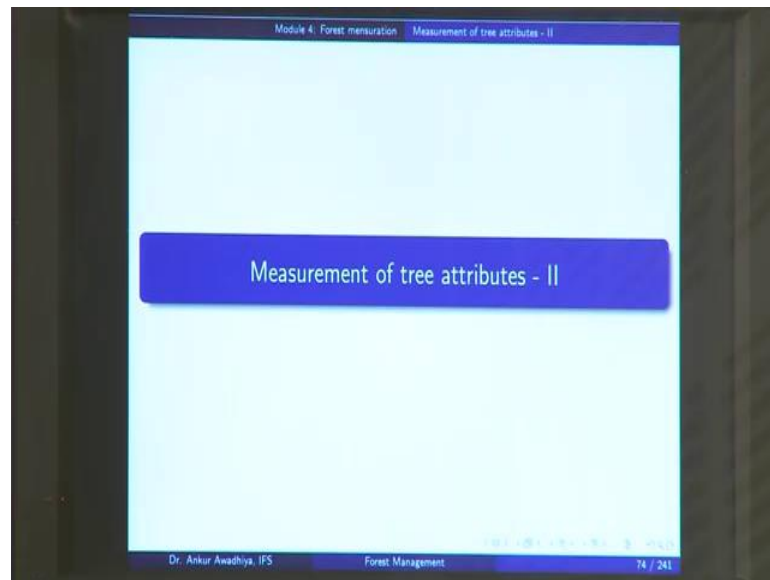 Module 4: Forest mensuration Measurement of tree attributes - II
Measurement of tree attributes - II
Dr. Ankur Awadhiya, IFS Forest Management 74 / 241